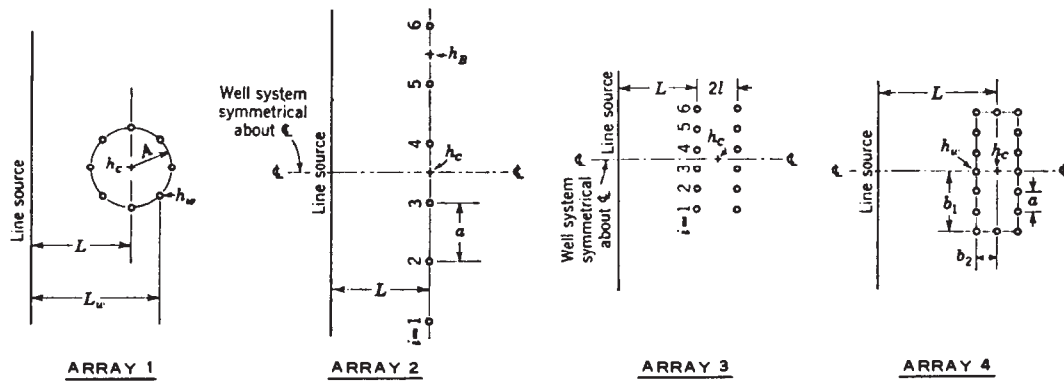 Line source
h_C
A
h_w
L
L_w
ARRAY 1
Well system
symmetrical
about ℄
℄
℄
Line source
6
5
4
3
2
i=1
h_B
h_C
a
L
ARRAY 2
Well system
symmetrical
about ℄
Line source
L
2l
6
5
4
3
2
i=1
h_C
℄
℄
ARRAY 3
Line source
L
h_w
h_C
℄
℄
b_1
a
b_2
ARRAY 4